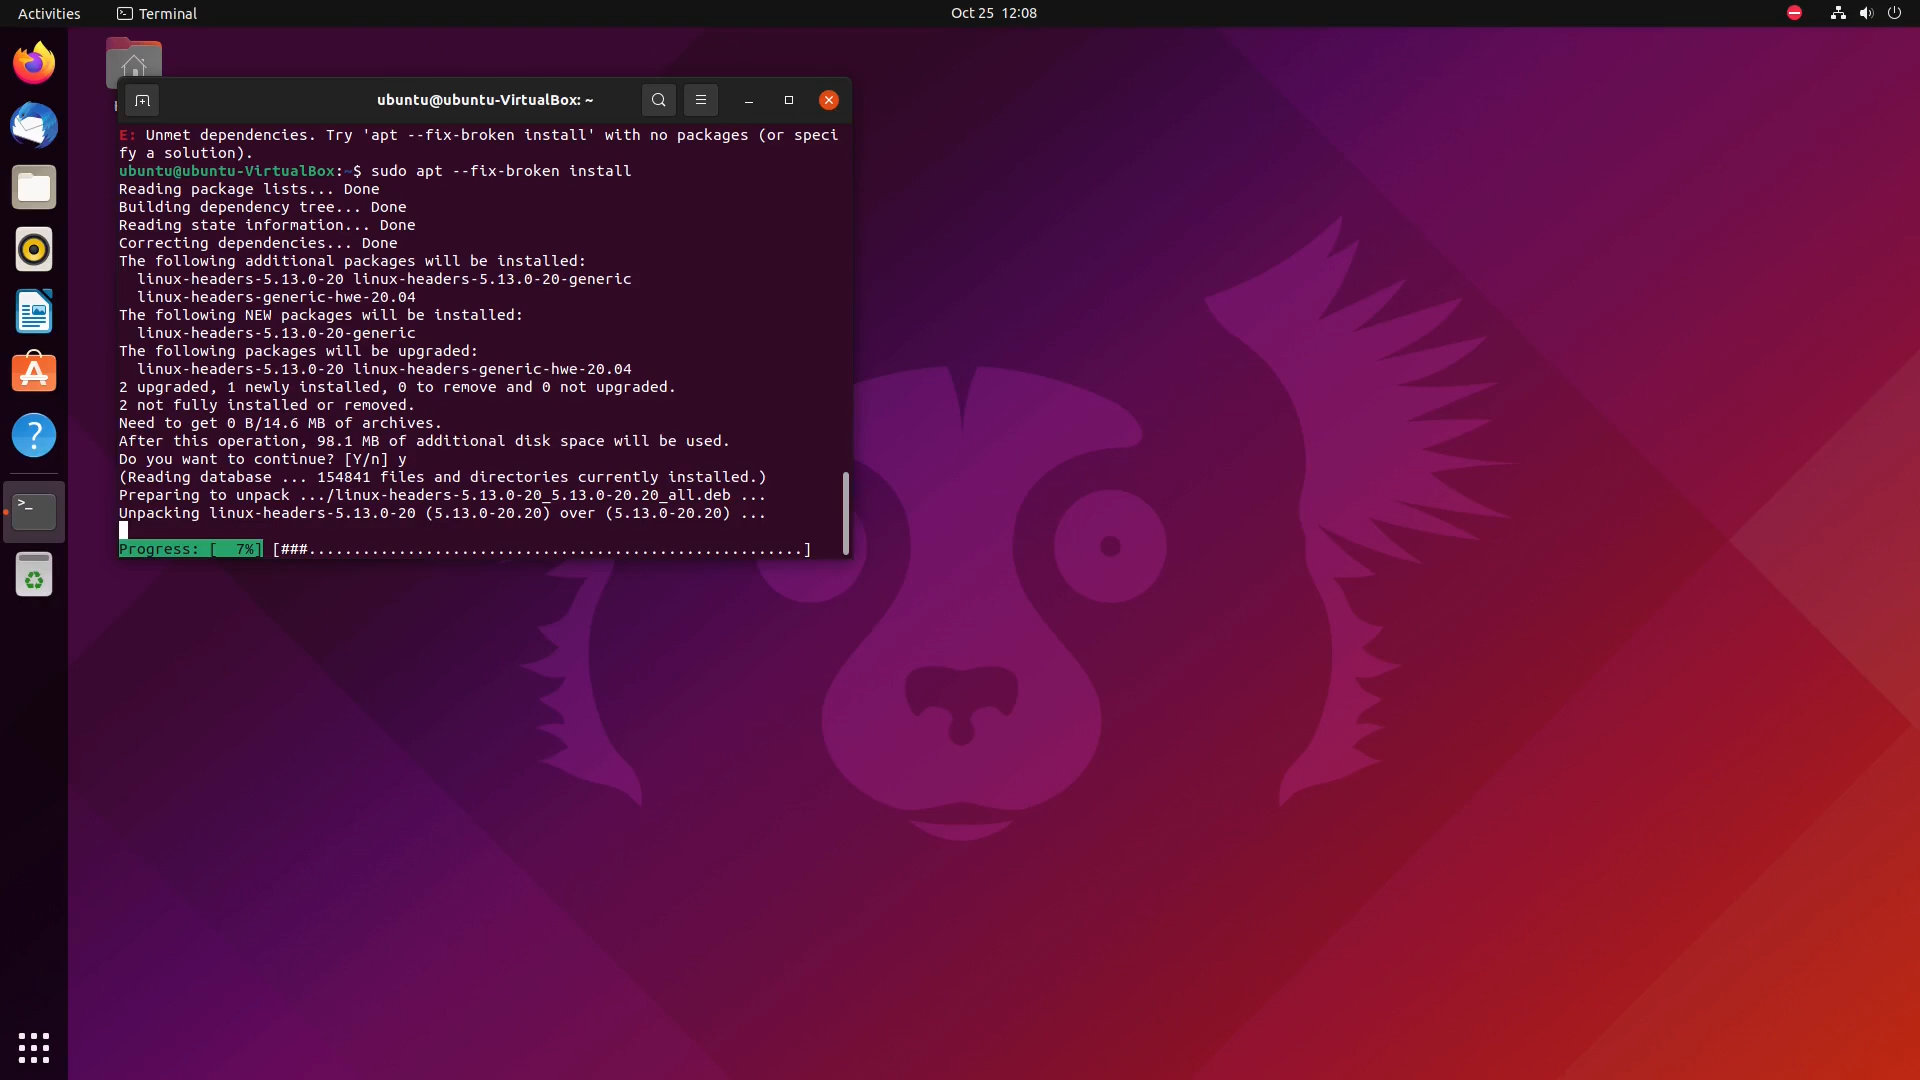 Activities
Terminal
Oct 25 12:08
ubuntu@ubuntu-VirtualBox: ~
E: Unmet dependencies. Try 'apt --fix-broken install' with no packages (or speci
fy a solution).
ubuntu@ubuntu-VirtualBox:~$ sudo apt --fix-broken install
Reading package lists... Done
Building dependency tree... Done
Reading state information... Done
Correcting dependencies... Done
The following additional packages will be installed:
  linux-headers-5.13.0-20 linux-headers-5.13.0-20-generic
  linux-headers-generic-hwe-20.04
The following NEW packages will be installed:
  linux-headers-5.13.0-20-generic
The following packages will be upgraded:
  linux-headers-5.13.0-20 linux-headers-generic-hwe-20.04
2 upgraded, 1 newly installed, 0 to remove and 0 not upgraded.
2 not fully installed or removed.
Need to get 0 B/14.6 MB of archives.
After this operation, 98.1 MB of additional disk space will be used.
Do you want to continue? [Y/n] y
(Reading database ... 154841 files and directories currently installed.)
Preparing to unpack .../linux-headers-5.13.0-20_5.13.0-20.20_all.deb ...
Unpacking linux-headers-5.13.0-20 (5.13.0-20.20) over (5.13.0-20.20) ...
Progress: [  7%] [###.......................................................]